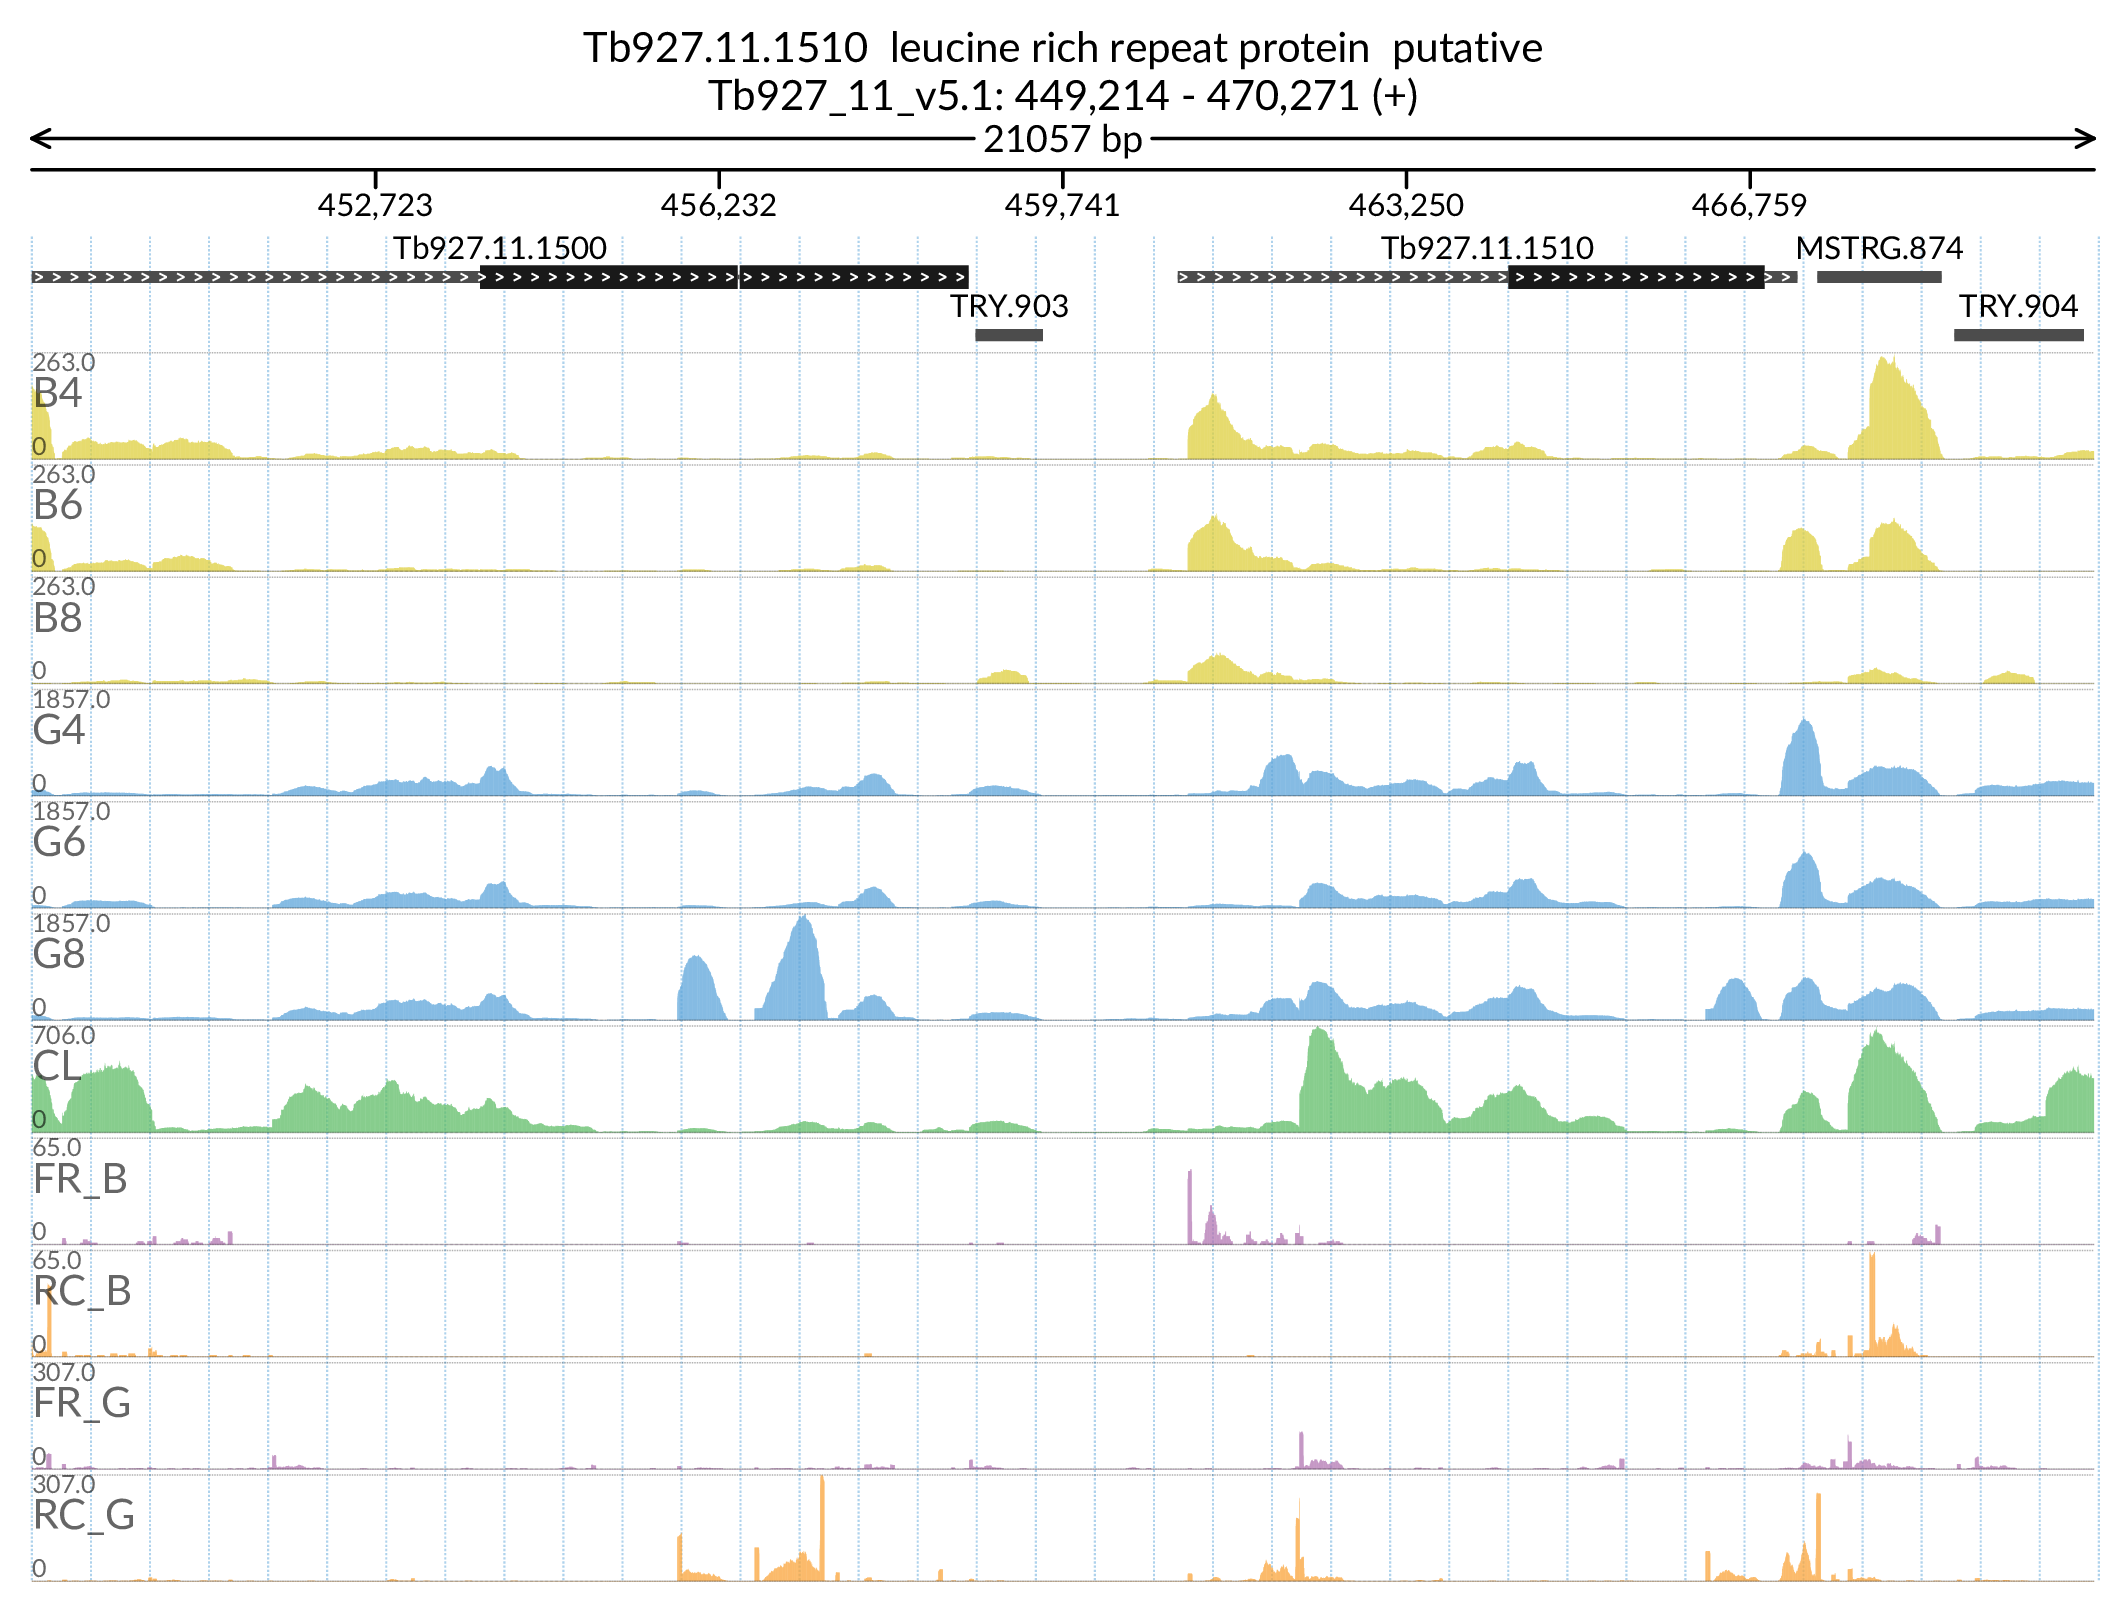 Tb927.11.1510 leucine rich repeat protein putative
Tb927_11_v5.1: 449,214 - 470,271 (+)
21057 bp
452,723 456,232 459,741 463,250 466,759
Tb927.11.1500 Tb927.11.1510 MSTRG.874
TRY.903 TRY.904
263.0
B4
0
263.0
B6
0
263.0
B8
0
1857.0
G4
0
1857.0
G6
0
1857.0
G8
0
706.0
CL
0
65.0
FR_B
0
65.0
RC_B
0
307.0
FR_G
0
307.0
RC_G
0